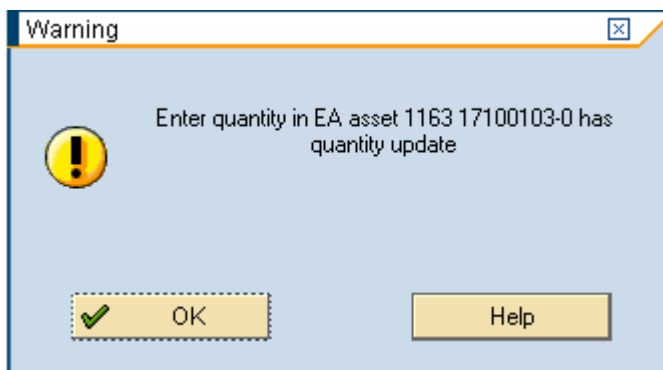 Warning
Enter quantity in EA asset 1163 17100103-0 has
quantity update
OK
Help